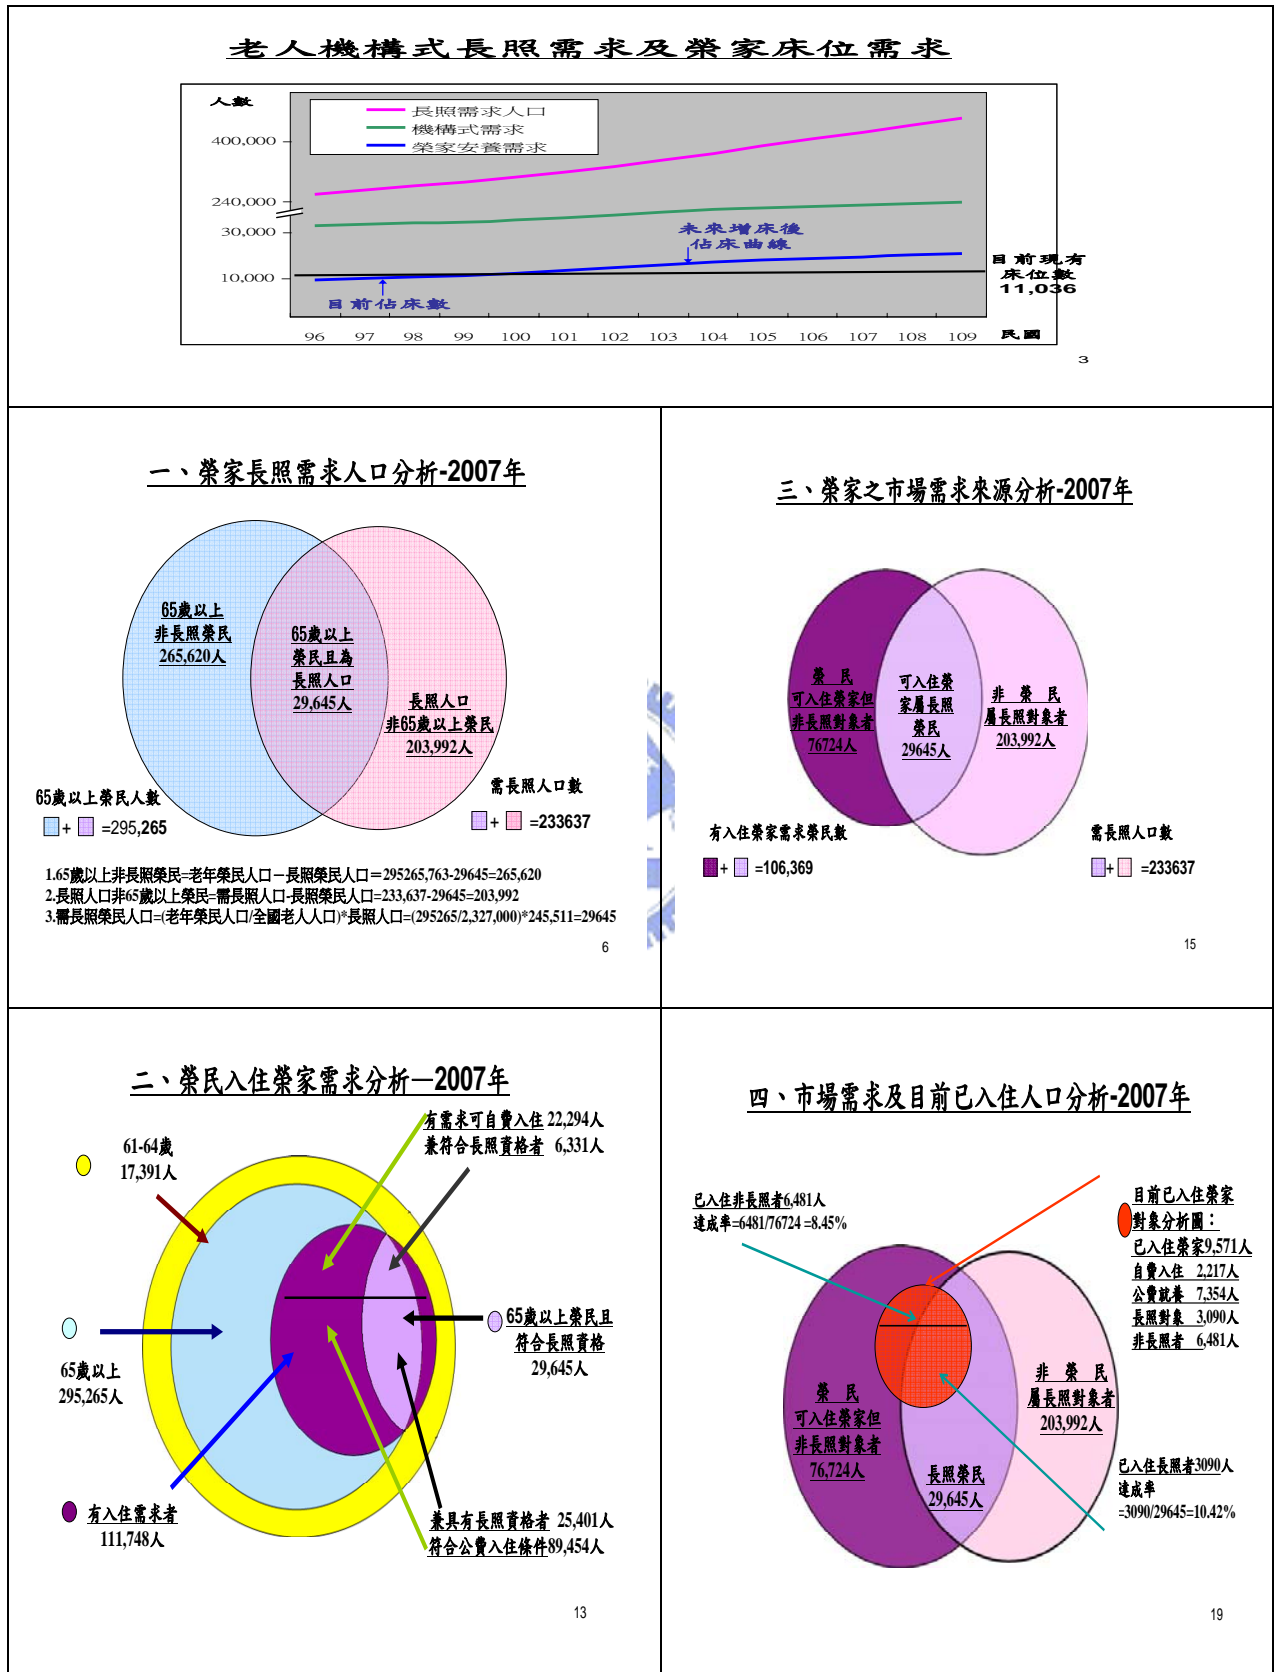 老人機構式長照需求及榮家床位需求
人數
長照需求人口
機構式需求
榮家安養需求
400,000
240,000
30,000
10,000
未來增床後
佔床曲線
目前佔床數
目前現有
床位數
11,036
96 97 98 99 100 101 102 103 104 105 106 107 108 109 民國
3
一、榮家長照需求人口分析-2007年
65歲以上
非長照榮民
265,620人
65歲以上
榮民且為
長照人口
29,645人
長照人口
非65歲以上榮民
203,992人
65歲以上榮民人數
+ =295,265
需長照人口數
+ =233637
1.65歲以上非長照榮民=老年榮民人口－長照榮民人口＝295265,763-29645=265,620
2.長照人口非65歲以上榮民=需長照人口-長照榮民人口=233,637-29645=203,992
3.需長照榮民人口=(老年榮民人口/全國老人人口)*長照人口=(295265/2,327,000)*245,511=29645
6
三、榮家之市場需求來源分析-2007年
榮 民
可入住榮家但
非長照對象者
76724人
可入住榮
家屬長照
榮民
29645人
非 榮 民
屬長照對象者
203,992人
有入住榮家需求榮民數
+ =106,369
需長照人口數
+ =233637
15
二、榮民入住榮家需求分析—2007年
有需求可自費入住 22,294人
兼符合長照資格者 6,331人
61-64歲
17,391人
65歲以上
295,265人
65歲以上榮民且
符合長照資格
29,645人
有入住需求者
111,748人
兼具有長照資格者 25,401人
符合公費入住條件89,454人
13
四、市場需求及目前已入住人口分析-2007年
已入住非長照者6,481人
達成率=6481/76724 =8.45%
目前已入住榮家
對象分析圖：
已入住榮家9,571人
自費入住 2,217人
公費就養 7,354人
長照對象 3,090人
非長照者 6,481人
榮 民
可入住榮家但
非長照對象者
76,724人
長照榮民
29,645人
非 榮 民
屬長照對象者
203,992人
已入住長照者3090人
達成率
=3090/29645=10.42%
19